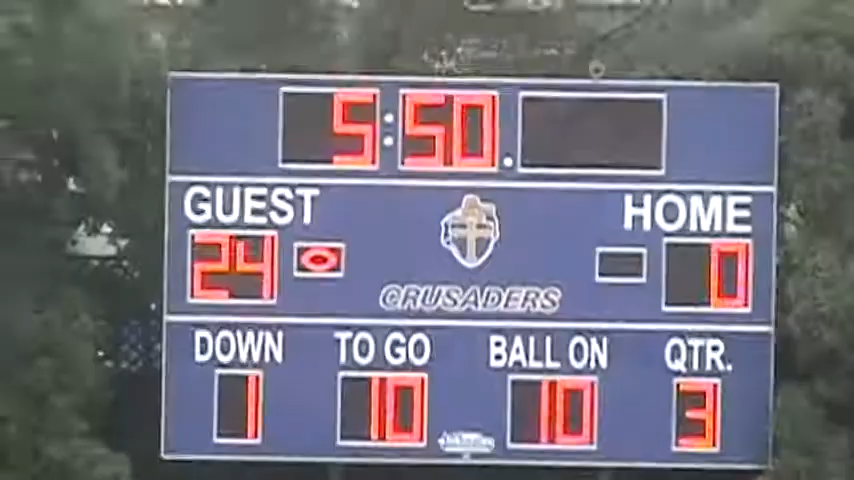 5:50.
GUEST HOME
24 0
CRUSADERS
DOWN TO GO BALL ON QTR.
1 10 10 3